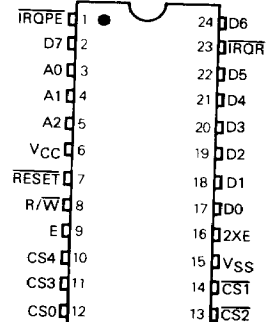 IRQPE 1 24 D6
D7 2 23 IRQR
A0 3 22 D5
A1 4 21 D4
A2 5 20 D3
VCC 6 19 D2
RESET 7 18 D1
R/W 8 17 D0
E 9 16 2XE
CS4 10 15 VSS
CS3 11 14 CS1
CS0 12 13 CS2